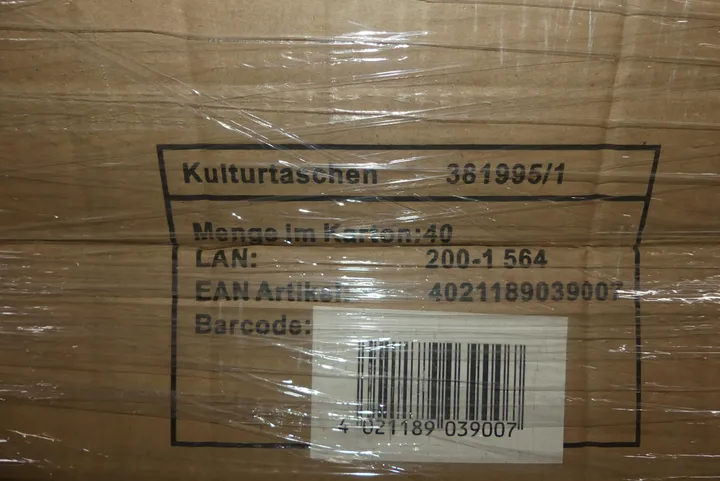 Kulturtaschen 381995/1
Menge im Karton:40
LAN: 200-1 564
EAN Artikel: 4021189039007
Barcode:
4 021189 039007